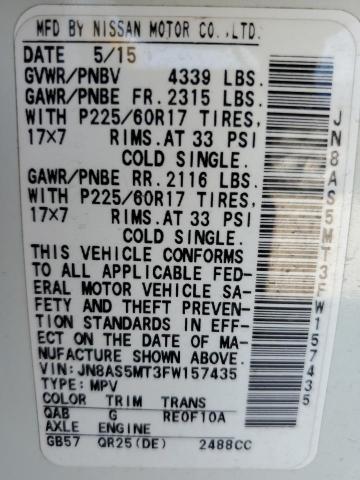 MFD BY NISSAN MOTOR CO.,LTD.
DATE 5/15
GVWR/PNBV 4339 LBS.
GAWR/PNBE FR. 2315 LBS.
WITH P225/60R17 TIRES,
17×7 RIMS.AT 33 PSI
COLD SINGLE.
GAWR/PNBE RR. 2116 LBS.
WITH P225/60R17 TIRES,
17×7 RIMS.AT 33 PSI
COLD SINGLE.
THIS VEHICLE CONFORMS
TO ALL APPLICABLE FED-
ERAL MOTOR VEHICLE SA-
FETY AND THEFT PREVEN-
TION STANDARDS IN EFF-
ECT ON THE DATE OF MA-
NUFACTURE SHOWN ABOVE.
VIN: JN8AS5MT3FW157435
TYPE: MPV
COLOR TRIM TRANS
QAB G RE0F10A
AXLE ENGINE
GB57 QR25(DE) 2488CC
JN8AS5MT3FW157435